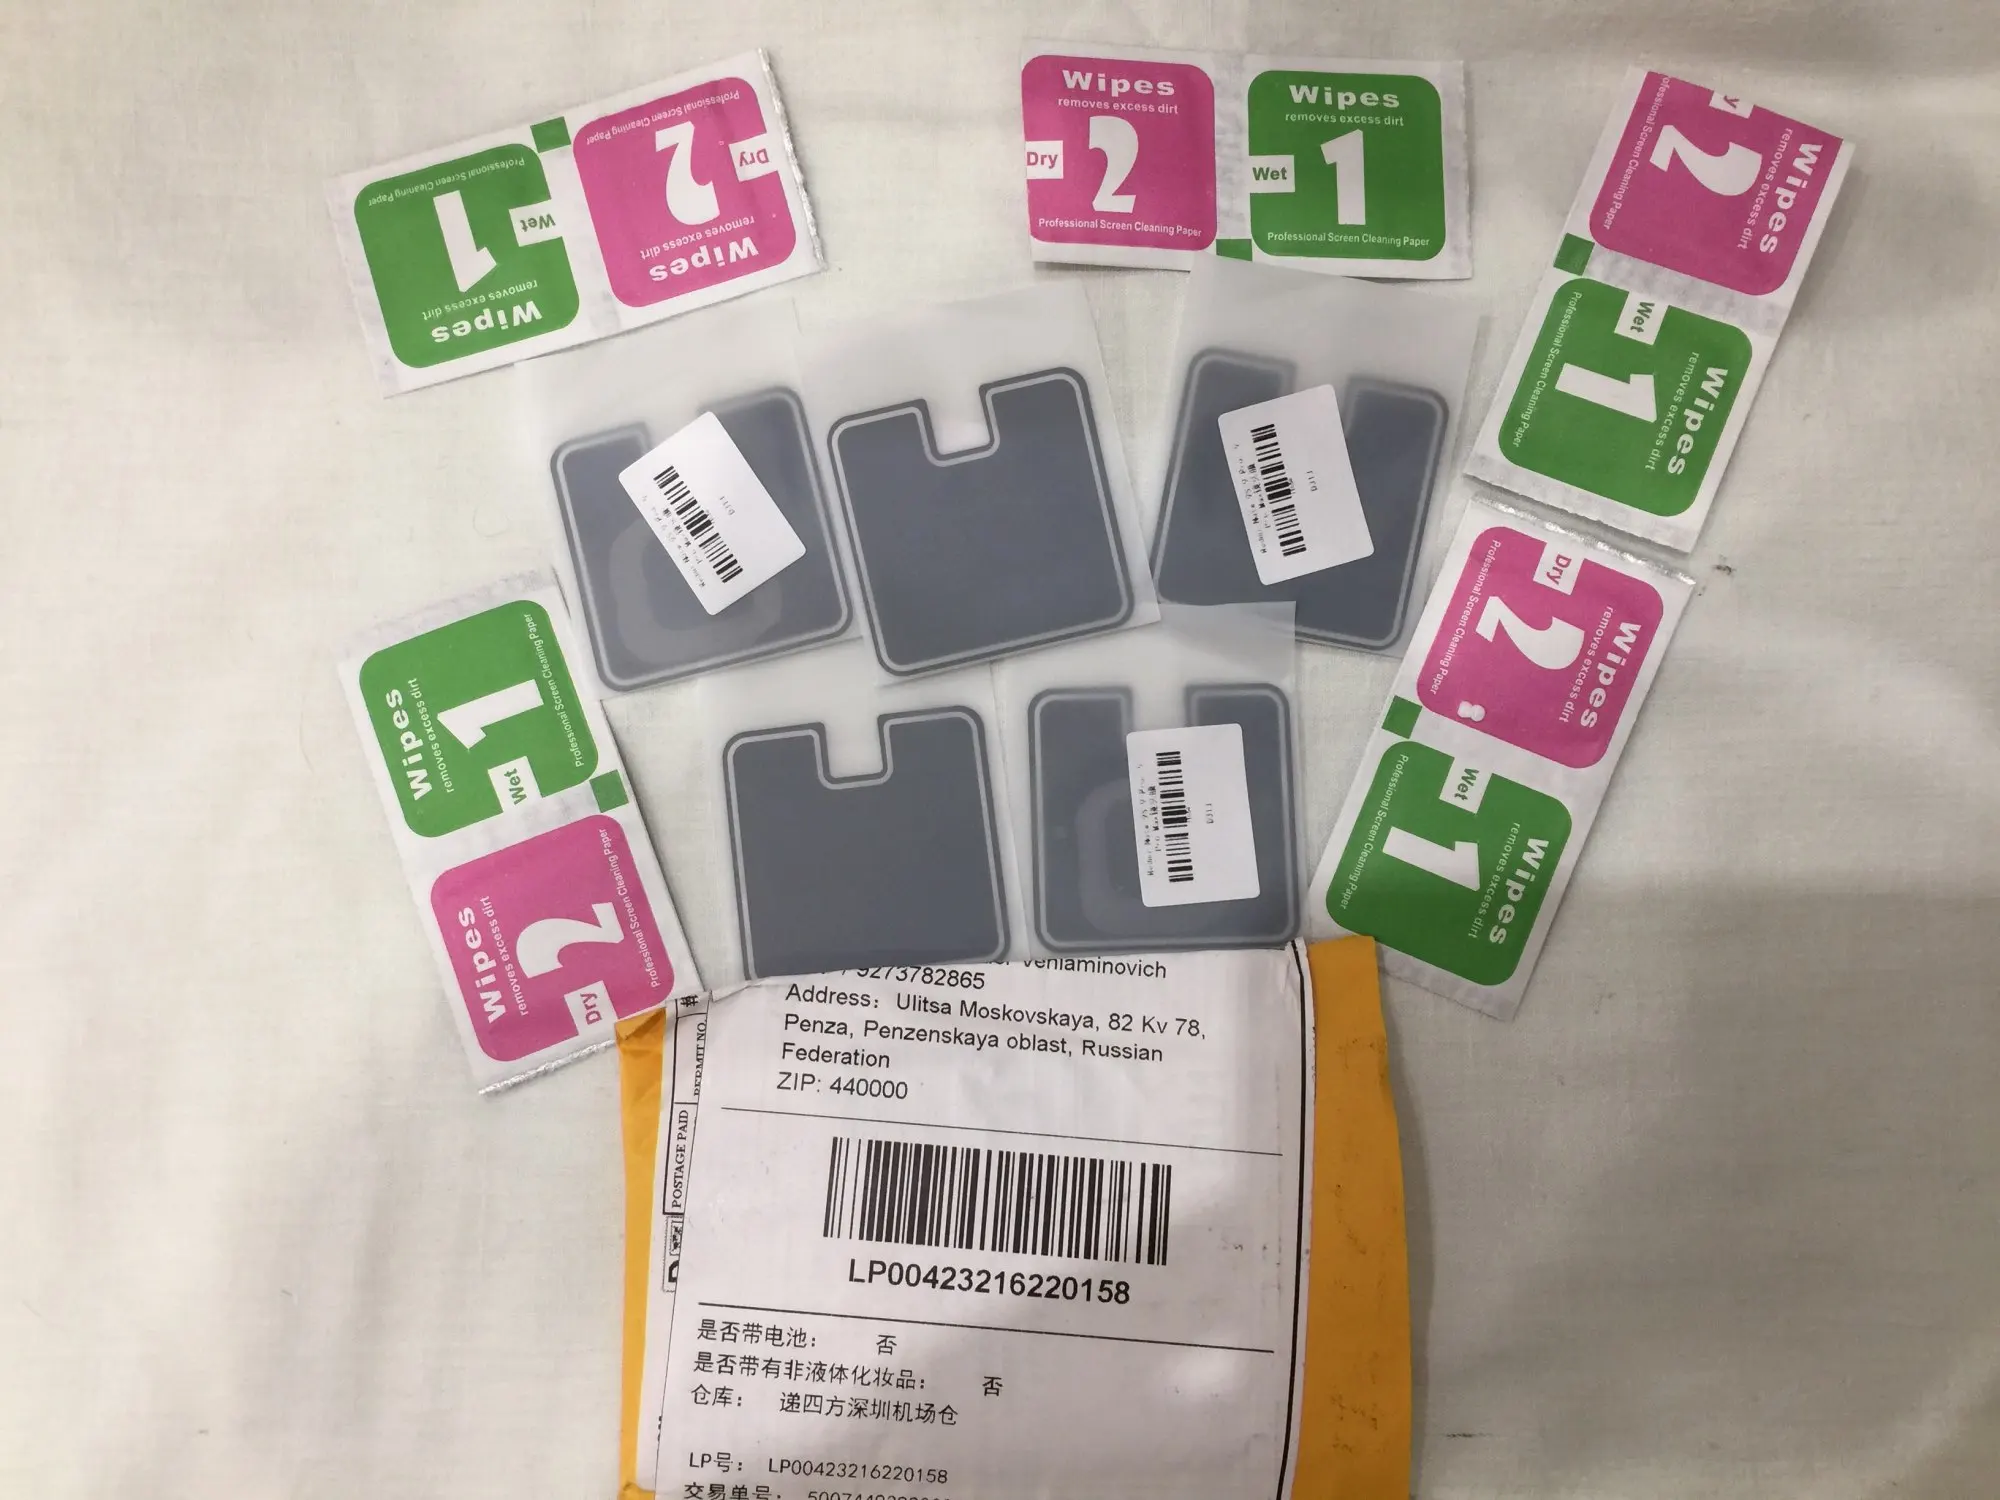 Wipes
removes excess dirt
1
Wet
Professional Screen Cleaning Paper
Wipes
removes excess dirt
2
Dry
Professional Screen Cleaning Paper
Wipes
removes excess dirt
2
Dry
Professional Screen Cleaning Paper
Wipes
removes excess dirt
1
Wet
Professional Screen Cleaning Paper
Wipes
removes excess dirt
2
Professional Screen Cleaning Paper
Wipes
removes excess dirt
1
Wet
Professional Screen Cleaning Paper
D3II
D3II
Wipes
removes excess dirt
1
Wet
Professional Screen Cleaning Paper
Wipes
removes excess dirt
2
Dry
Professional Screen Cleaning Paper
Wipes
removes excess dirt
2
Dry
Professional Screen Cleaning Paper
8
Wipes
removes excess dirt
1
Wet
Professional Screen Cleaning Paper
D3II
Veniaminovich
9273782865
Address： Ulitsa Moskovskaya, 82 Kv 78,
Penza, Penzenskaya oblast, Russian
Federation
ZIP: 440000
POSTAGE PAID
PERMIT NO.
LP00423216220158
是否带电池： 否
是否带有非液体化妆品： 否
仓库： 递四方深圳机场仓
LP号： LP00423216220158
交易单号：